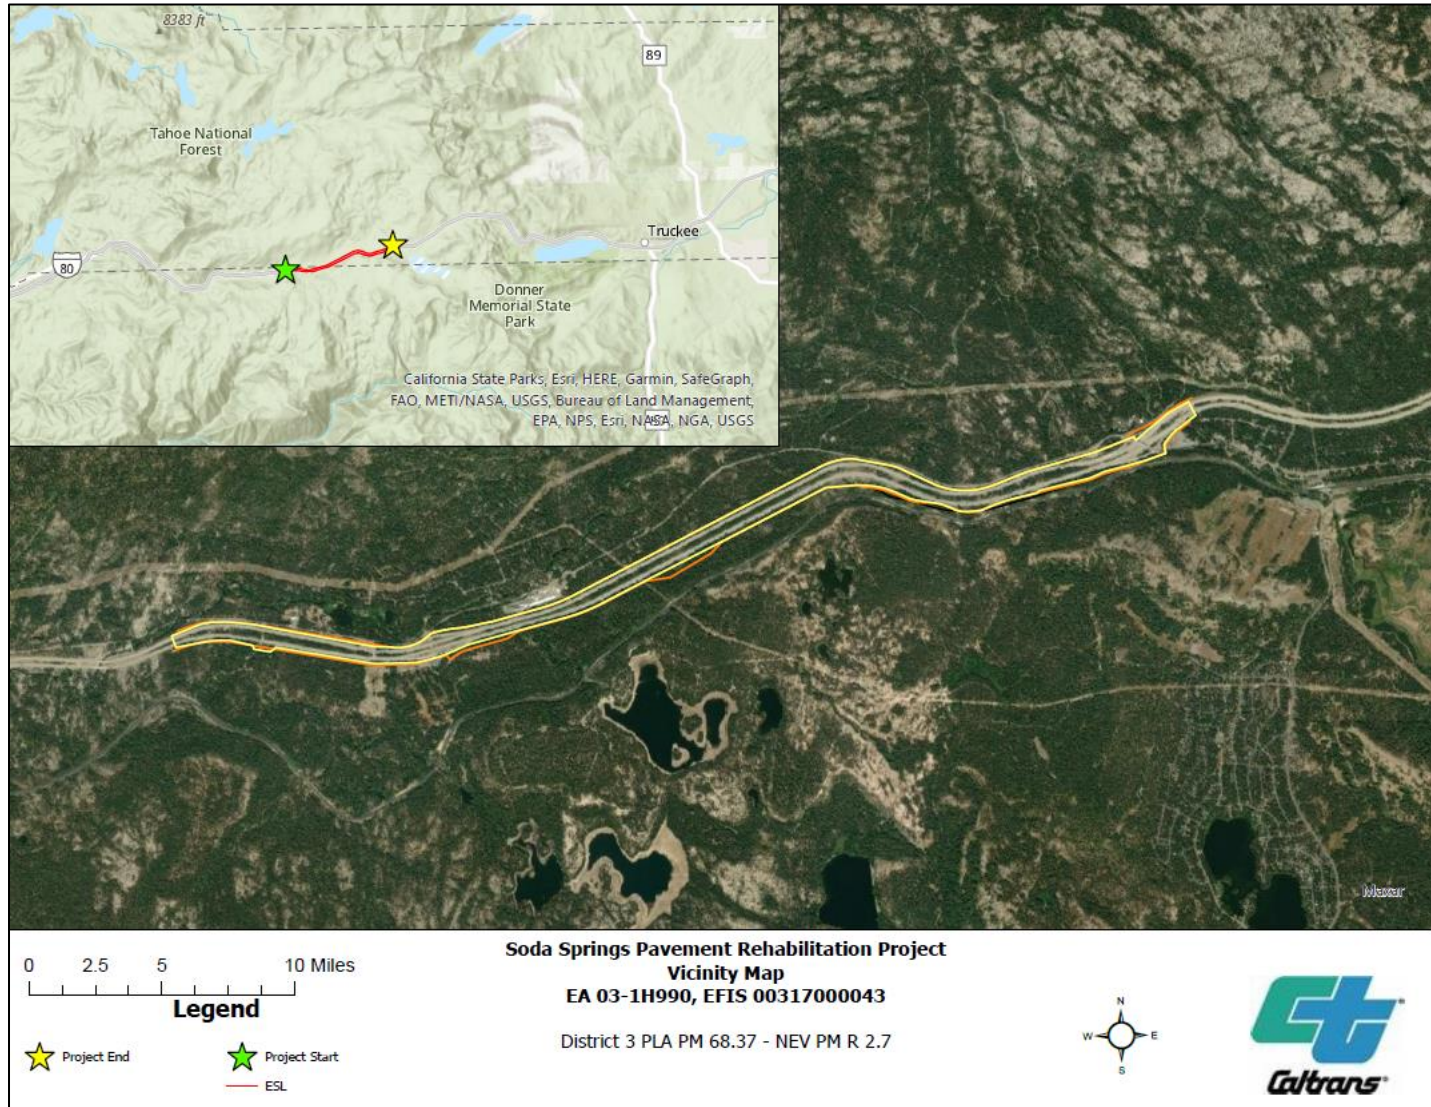 8383 ft
89
Tahoe National
Forest
Truckee
80
Donner
Memorial State
Park
California State Parks, Esri, HERE, Garmin, SafeGraph,
FAO, METI/NASA, USGS, Bureau of Land Management,
EPA, NPS, Esri, NASA, NGA, USGS
Maxar
0 2.5 5 10 Miles
Legend
Project End
Project Start
ESL
Soda Springs Pavement Rehabilitation Project
Vicinity Map
EA 03-1H990, EFIS 00317000043
District 3 PLA PM 68.37 - NEV PM R 2.7
N
W E
S
Caltrans